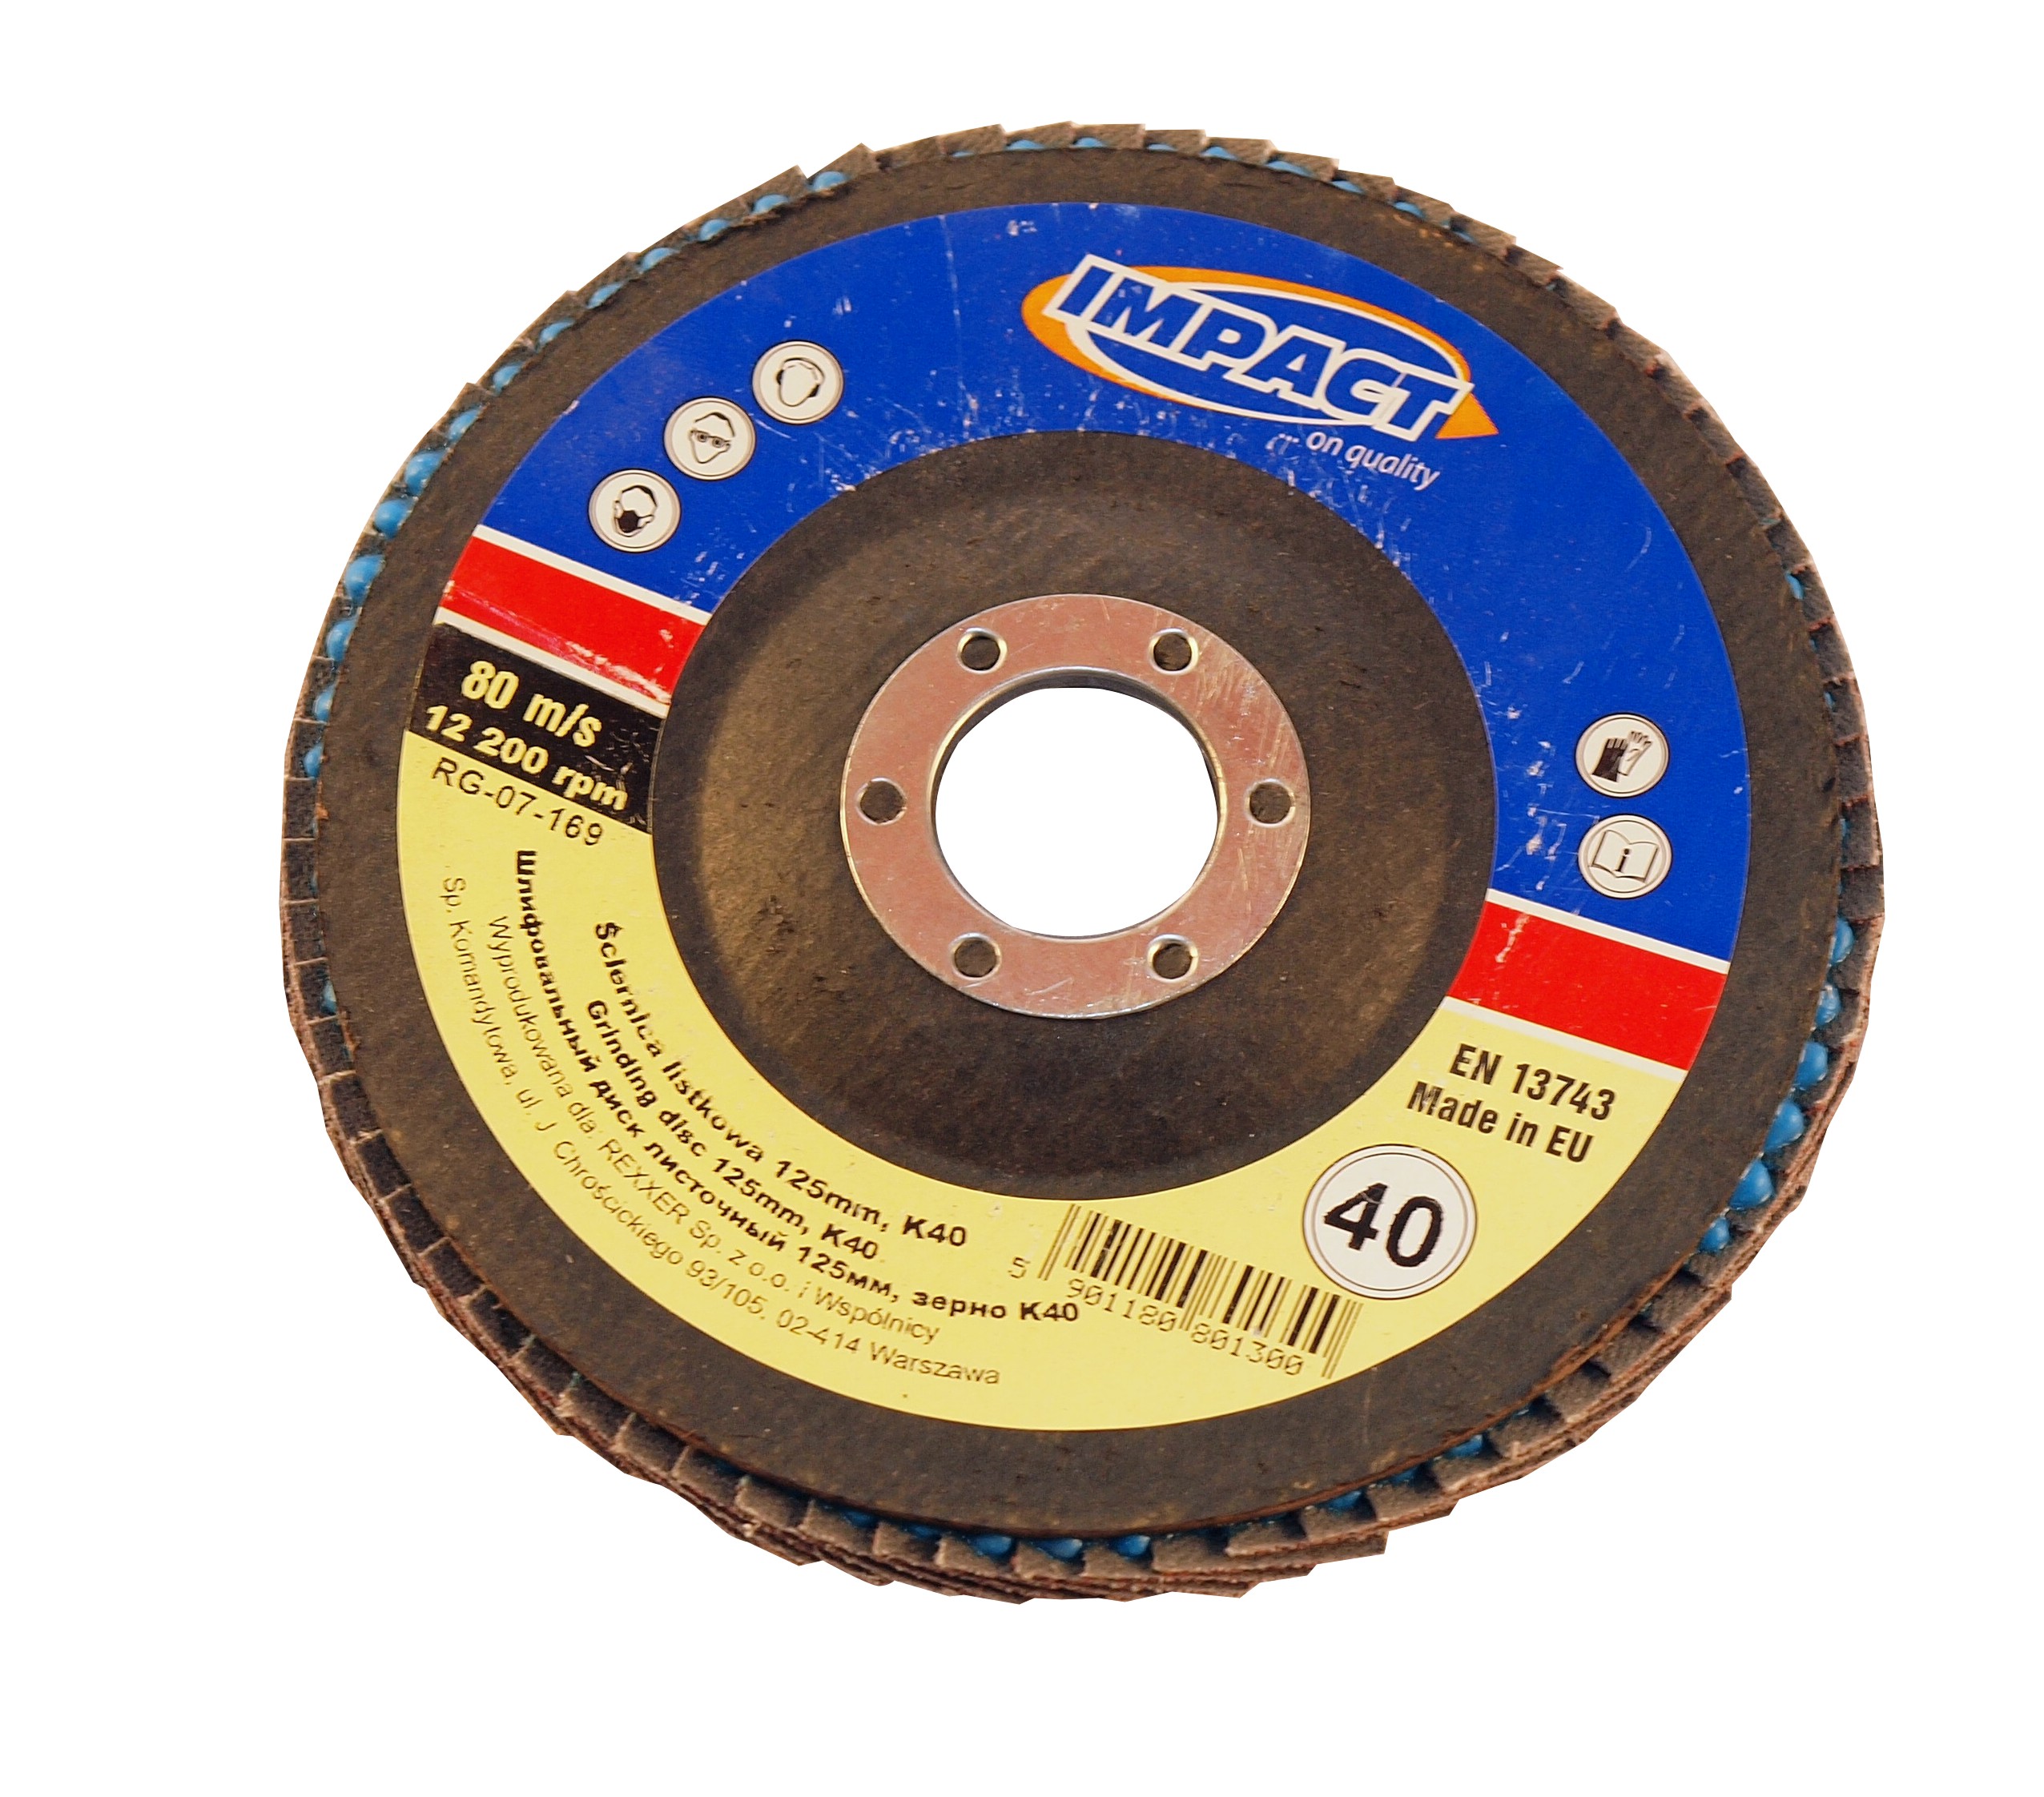 IMPACT
... on quality
80 m/s
12 200 rpm
RG-07-169
Ściernica listkowa 125mm, K40
Grinding disc 125mm, K40
Шлифовальный диск листочный 125мм, зерно К40
Wyprodukowana dla: REXXER Sp. z o.o. i Wspólnicy
Sp. Komandytowa, ul. J Chrościckiego 93/105, 02-414 Warszawa
EN 13743
Made in EU
40
5 901180 801300
i